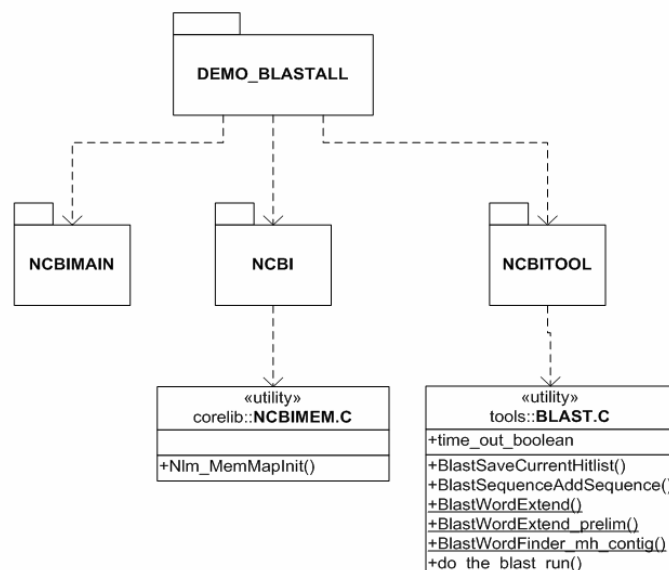 DEMO_BLASTALL
NCBIMAIN
NCBI
NCBITOOL
«utility»
corelib::NCBIMEM.C
+Nlm_MemMapInit()
«utility»
tools::BLAST.C
+time_out_boolean
+BlastSaveCurrentHitlist()
+BlastSequenceAddSequence()
+BlastWordExtend()
+BlastWordExtend_prelim()
+BlastWordFinder_mh_contig()
+do_the_blast_run()